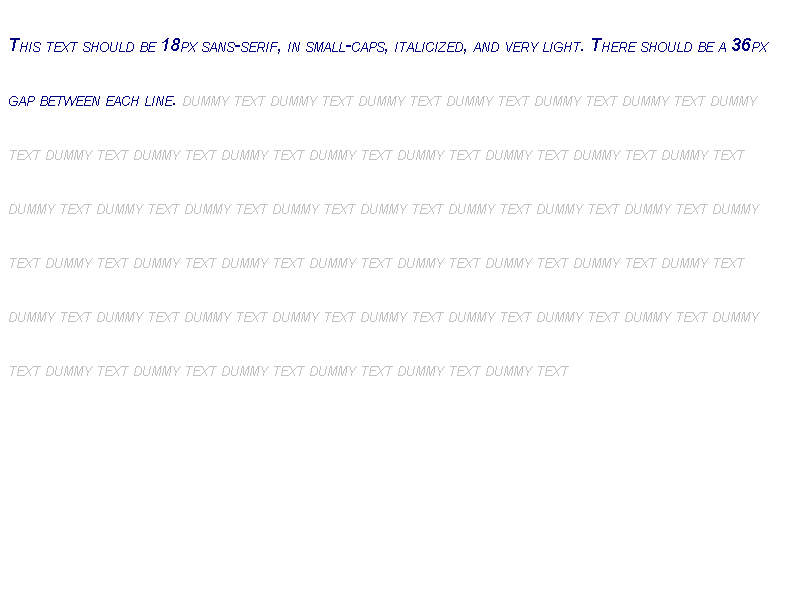 This text should be 18px sans-serif, in small-caps, italicized, and very light. There should be a 36px
gap between each line. dummy text dummy text dummy text dummy text dummy text dummy text dummy
text dummy text dummy text dummy text dummy text dummy text dummy text dummy text dummy text
dummy text dummy text dummy text dummy text dummy text dummy text dummy text dummy text dummy
text dummy text dummy text dummy text dummy text dummy text dummy text dummy text dummy text
dummy text dummy text dummy text dummy text dummy text dummy text dummy text dummy text dummy
text dummy text dummy text dummy text dummy text dummy text dummy text